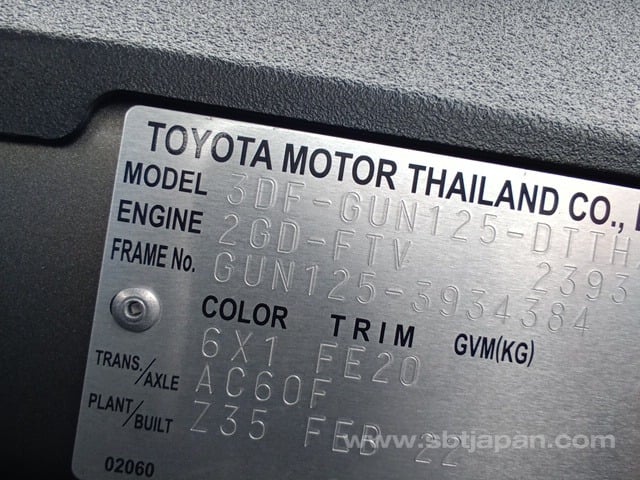 TOYOTA MOTOR THAILAND CO.,
MODEL 3DF-GUN125-DTTH
ENGINE 2GD-FTV 2393
FRAME No. GUN125-3934384
COLOR TRIM GVM(KG)
6X1 FE20
TRANS./AXLE AC60F
PLANT/BUILT Z35 FEB 22
02060
www.sbtjapan.com